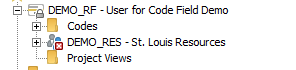 DEMO_RF - User for Code Field Demo
Codes
DEMO_RES - St. Louis Resources
Project Views